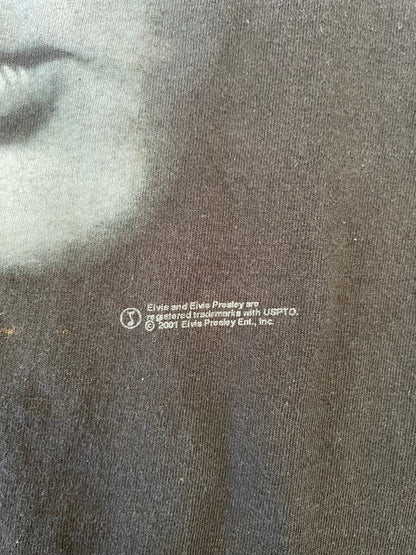 Elvis and Elvis Presley are
registered trademarks with USPTO.
© 2001 Elvis Presley Ent., Inc.